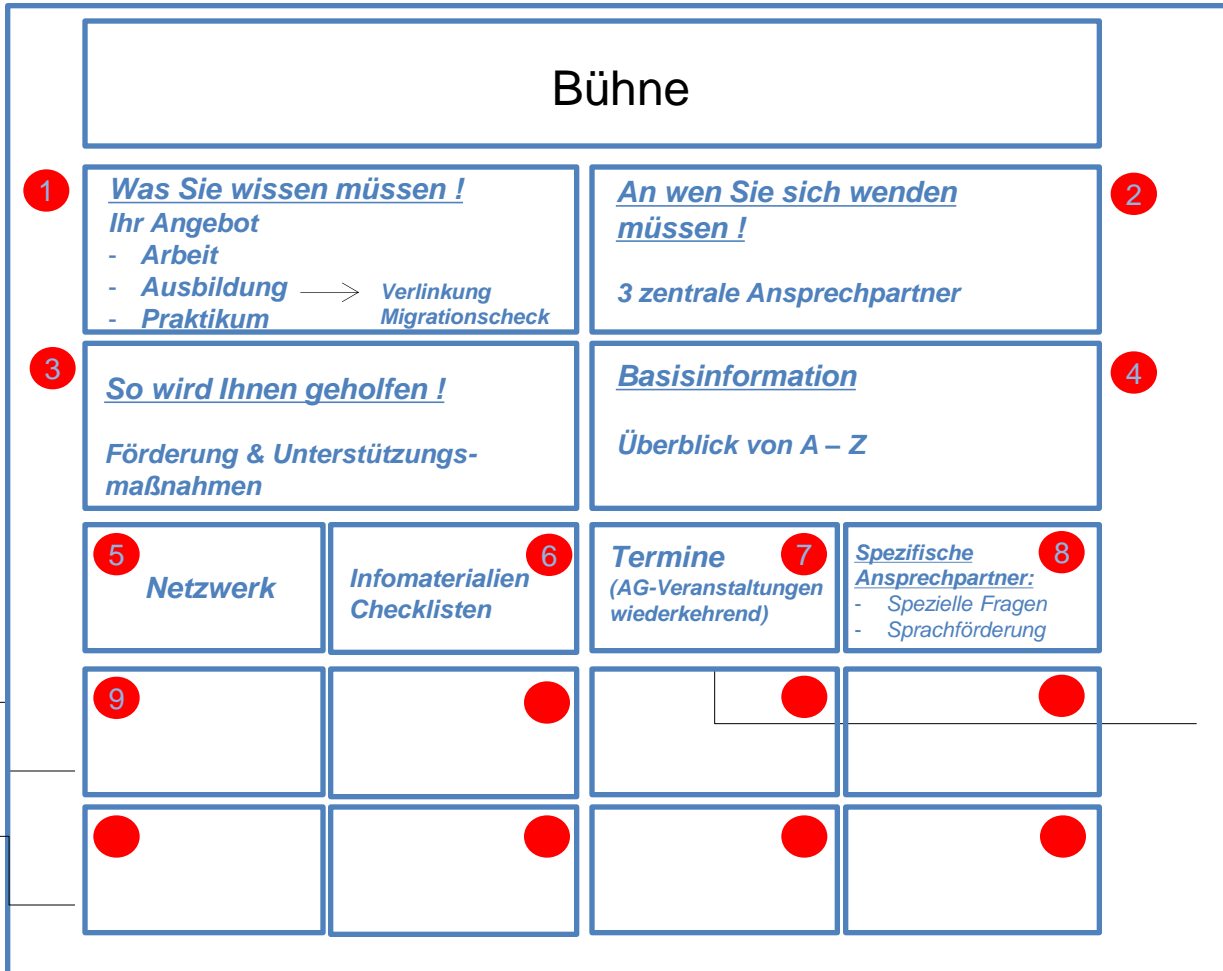 Bühne
1
Was Sie wissen müssen !
Ihr Angebot
- Arbeit
- Ausbildung
- Praktikum
Verlinkung
Migrationscheck
An wen Sie sich wenden
müssen !
3 zentrale Ansprechpartner
2
3
So wird Ihnen geholfen !
Förderung & Unterstützungs-
maßnahmen
Basisinformation
Überblick von A – Z
4
5
Netzwerk
6
Infomaterialien
Checklisten
Termine
(AG-Veranstaltungen
wiederkehrend)
7
Spezifische
Ansprechpartner:
- Spezielle Fragen
- Sprachförderung
8
9